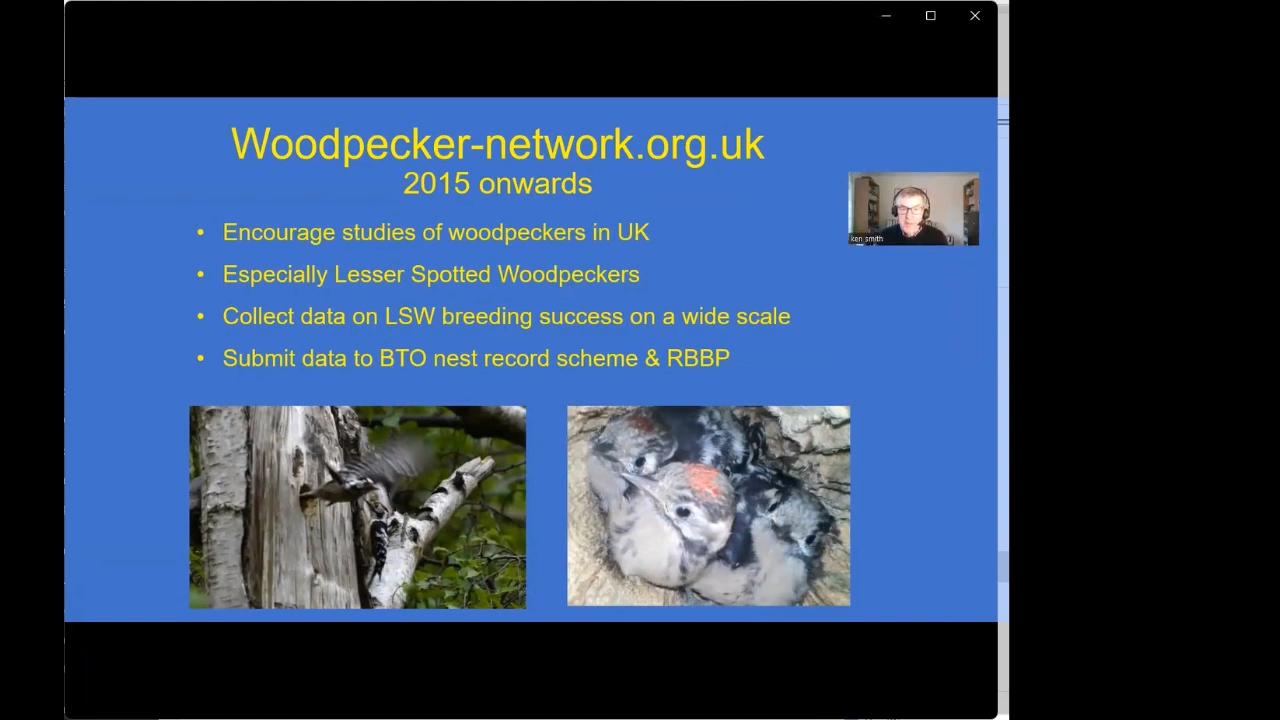 Woodpecker-network.org.uk
2015 onwards
• Encourage studies of woodpeckers in UK
• Especially Lesser Spotted Woodpeckers
• Collect data on LSW breeding success on a wide scale
• Submit data to BTO nest record scheme & RBBP
ken smith